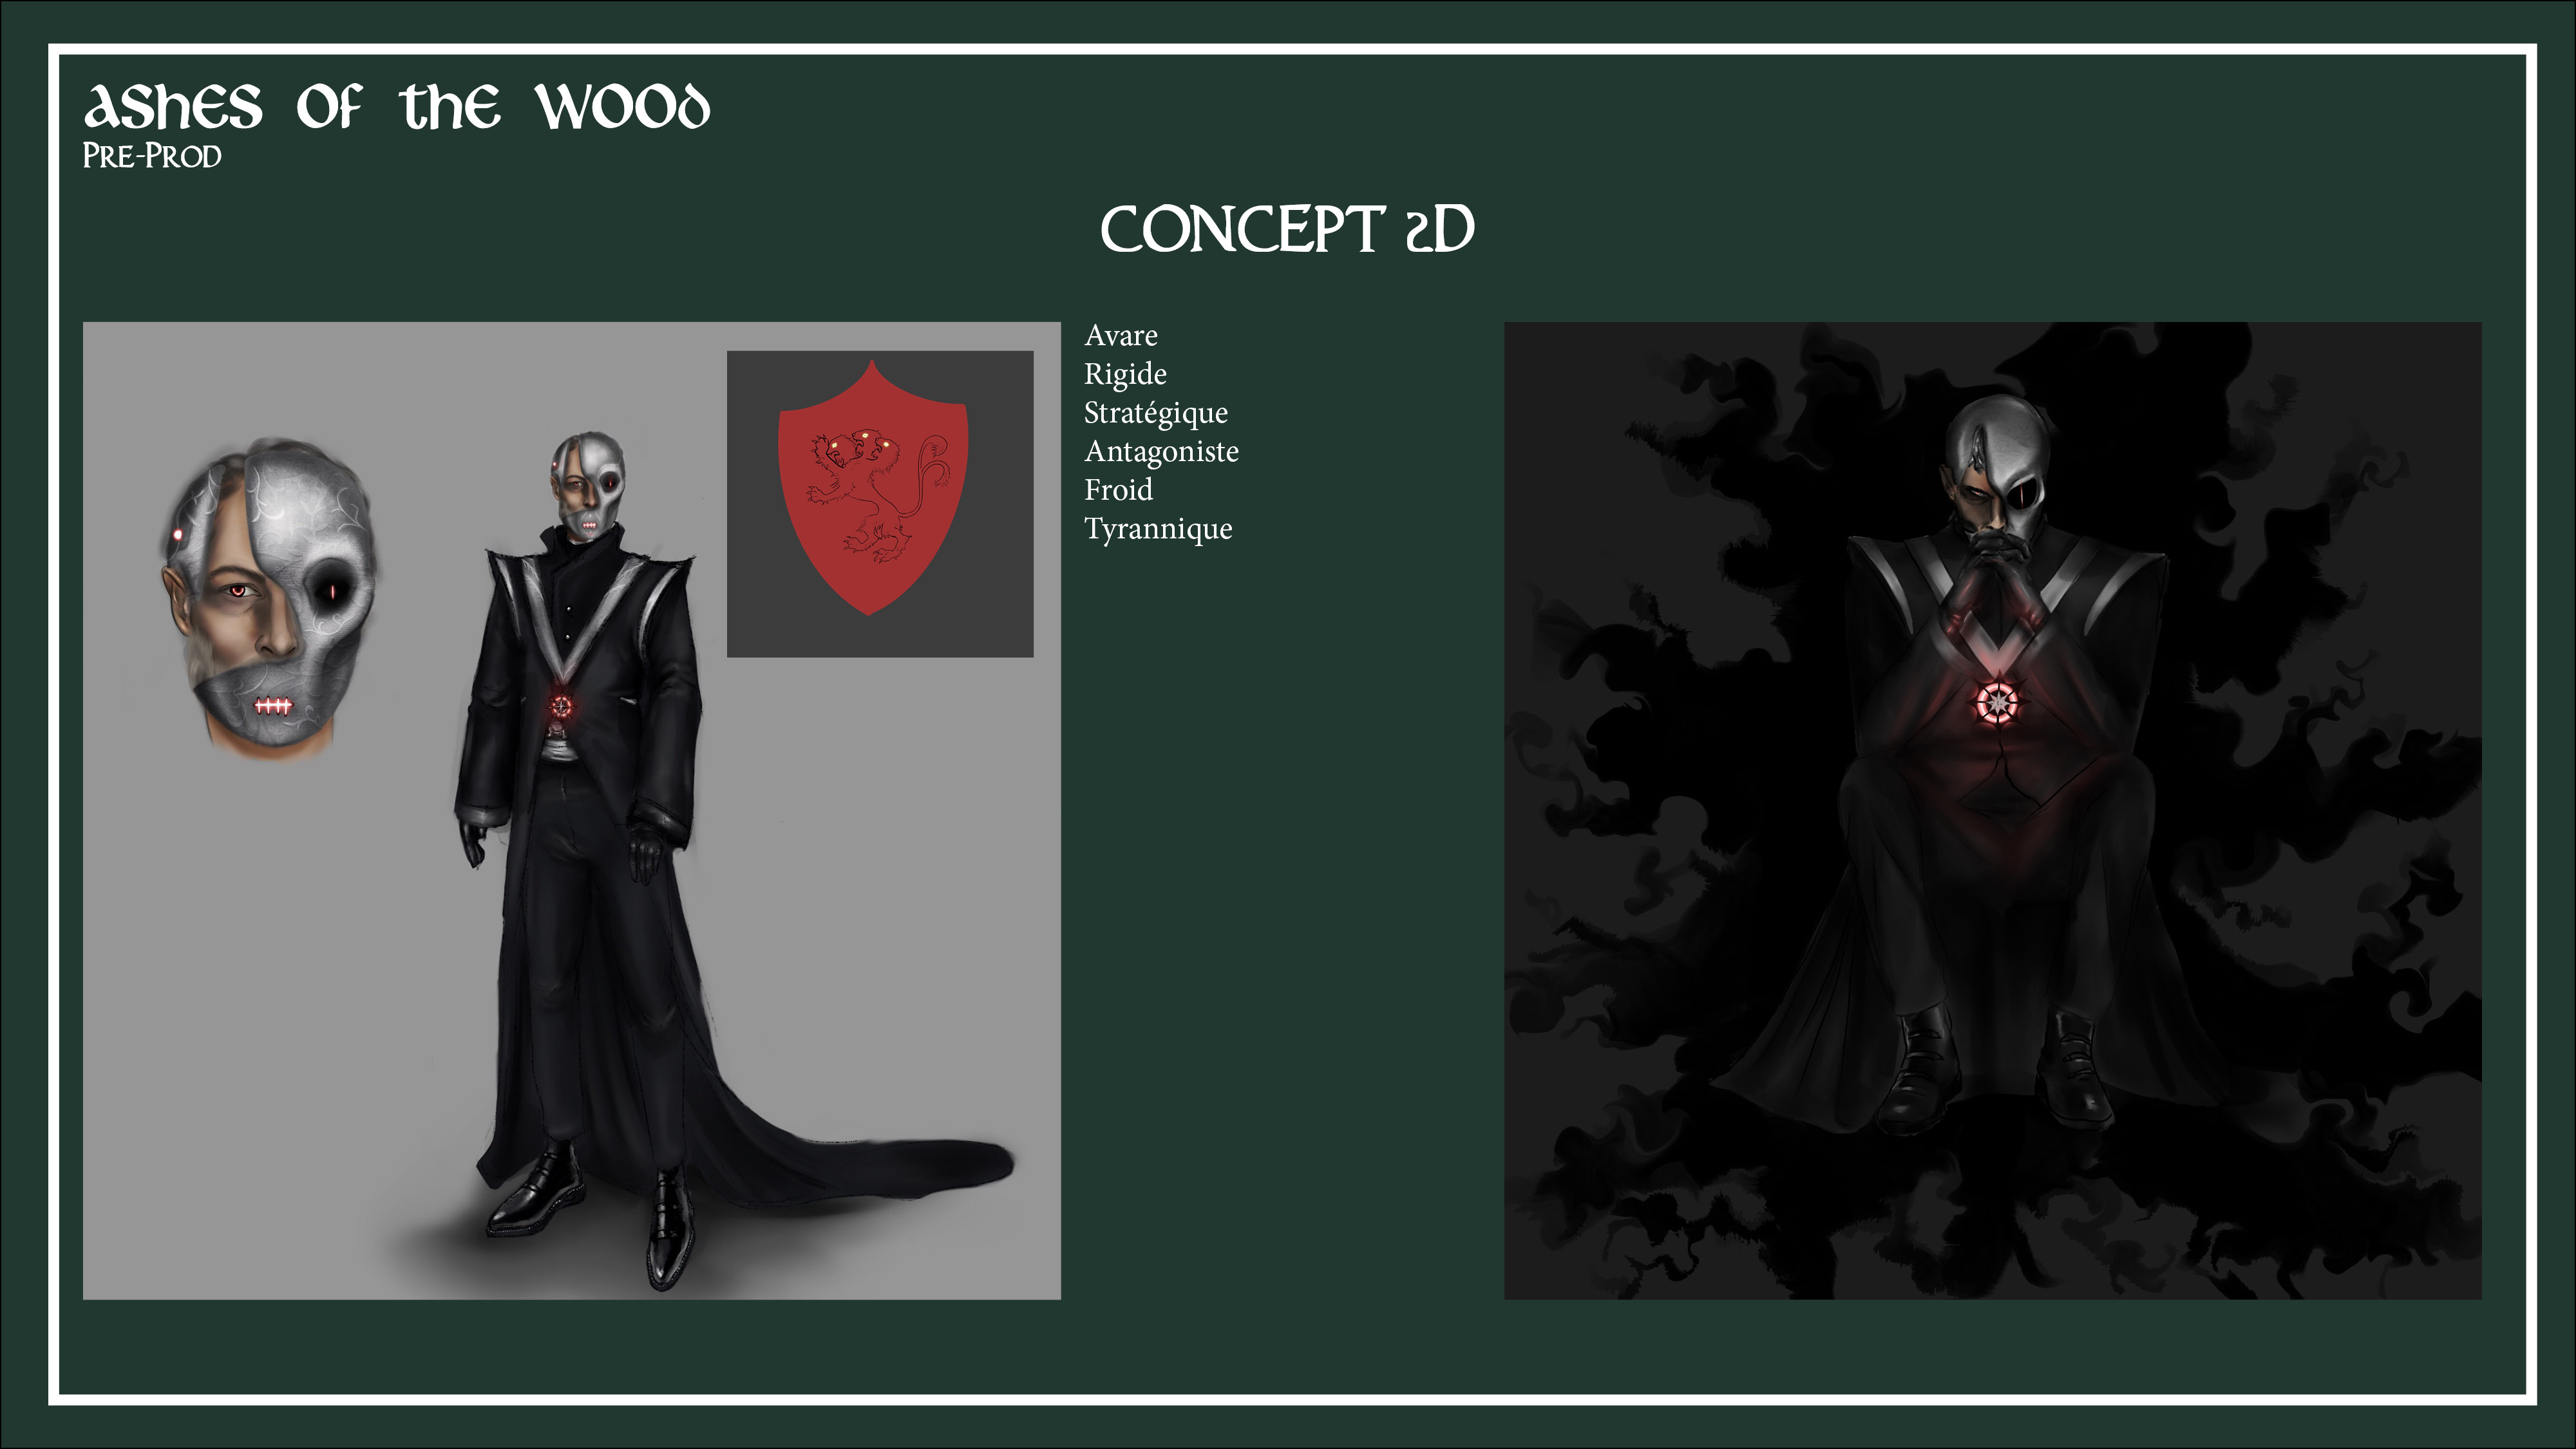 Ashes of the Wood
Pre-Prod
CONCEPT 2D
Avare
Rigide
Stratégique
Antagoniste
Froid
Tyrannique